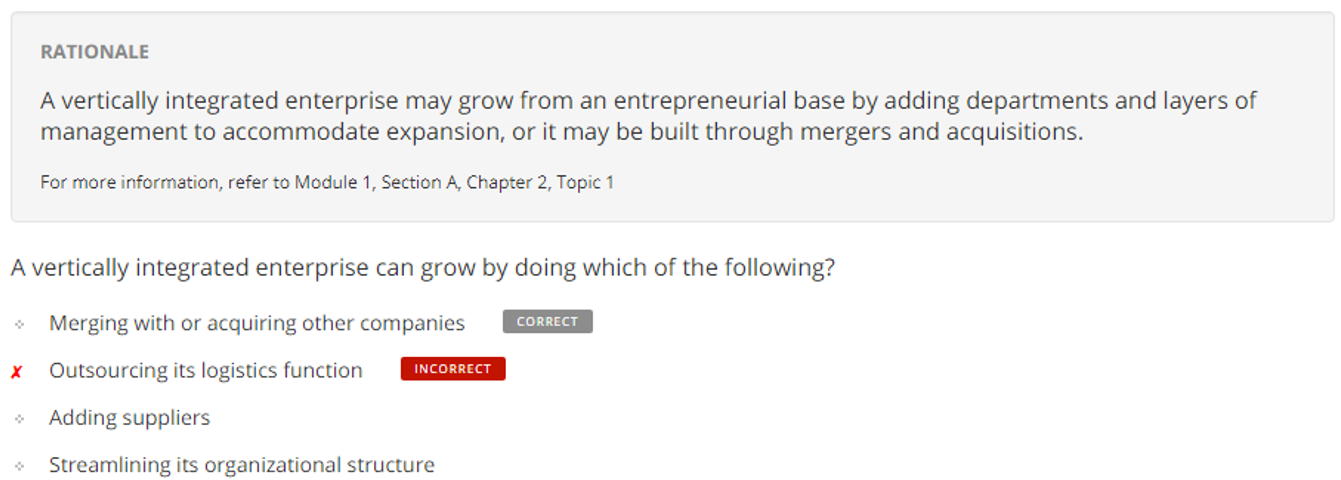 RATIONALE
A vertically integrated enterprise may grow from an entrepreneurial base by adding departments and layers of
management to accommodate expansion, or it may be built through mergers and acquisitions.
For more information, refer to Module 1, Section A, Chapter 2, Topic 1
A vertically integrated enterprise can grow by doing which of the following?
Merging with or acquiring other companies CORRECT
✗ Outsourcing its logistics function INCORRECT
Adding suppliers
Streamlining its organizational structure